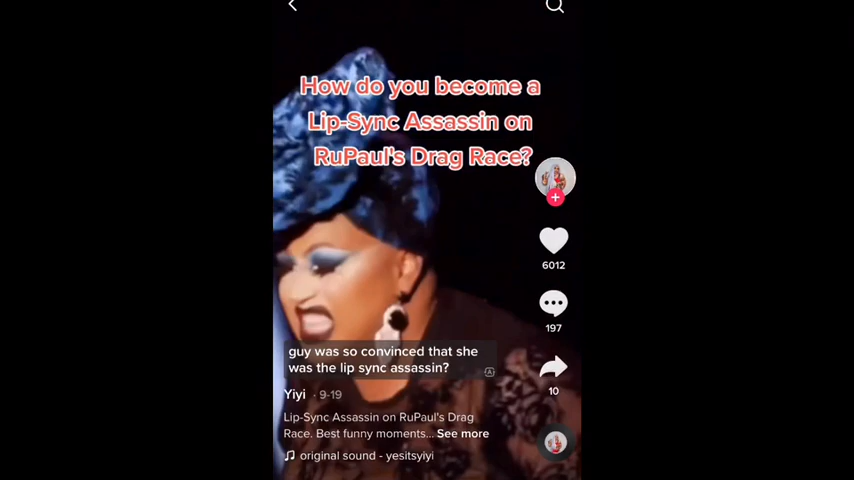 How do you become a
Lip-Sync Assassin on
RuPaul's Drag Race?
6012
197
guy was so convinced that she
was the lip sync assassin?
10
Yiyi · 9-19
Lip-Sync Assassin on RuPaul's Drag
Race. Best funny moments... See more
original sound - yesitsyiyi